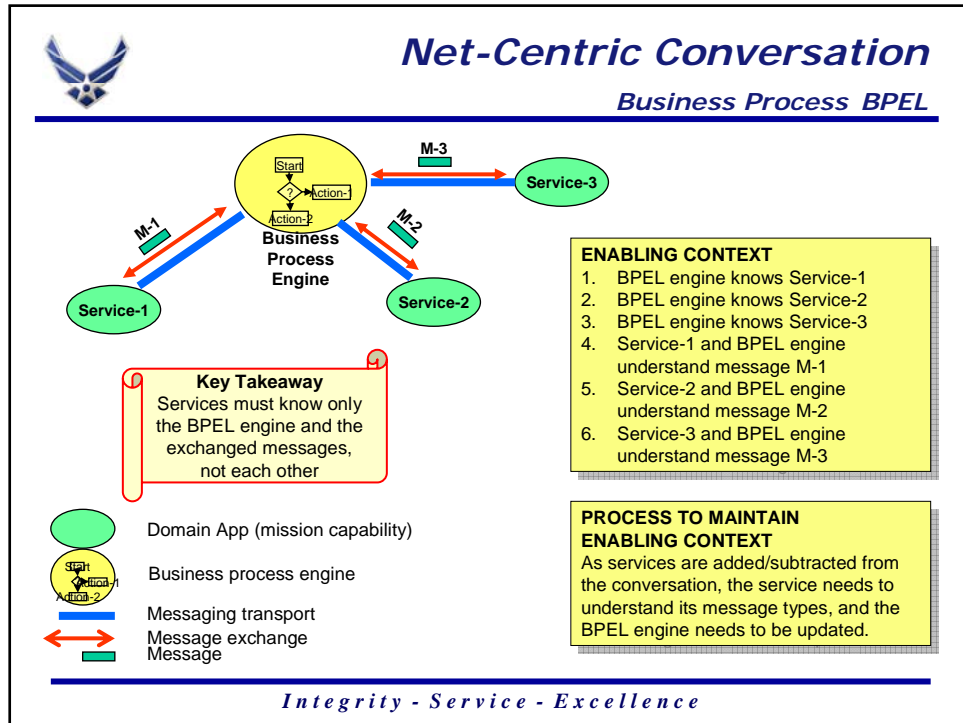 Net-Centric Conversation
Business Process BPEL
M-3
Start
?
Action-1
Action-2
Service-3
M-1
M-2
Business
Process
Engine
Service-1
Service-2
ENABLING CONTEXT
1. BPEL engine knows Service-1
2. BPEL engine knows Service-2
3. BPEL engine knows Service-3
4. Service-1 and BPEL engine
understand message M-1
5. Service-2 and BPEL engine
understand message M-2
6. Service-3 and BPEL engine
understand message M-3
Key Takeaway
Services must know only
the BPEL engine and the
exchanged messages,
not each other
PROCESS TO MAINTAIN
ENABLING CONTEXT
As services are added/subtracted from
the conversation, the service needs to
understand its message types, and the
BPEL engine needs to be updated.
Domain App (mission capability)
Start
?
Action-1
Action-2
Business process engine
Messaging transport
Message exchange
Message
Integrity - Service - Excellence